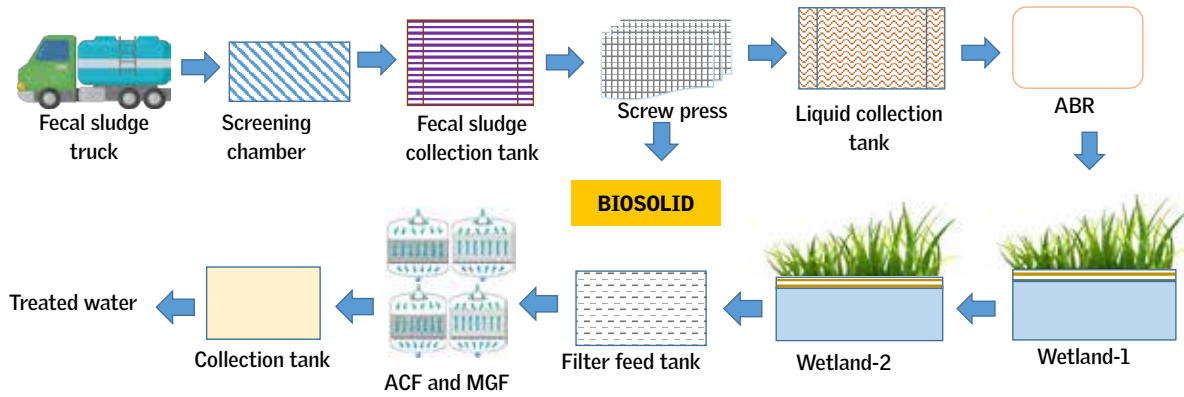 Fecal sludge
truck
Screening
chamber
Fecal sludge
collection tank
Screw press
Liquid collection
tank
ABR
BIOSOLID
Treated water
Collection tank
ACF and MGF
Filter feed tank
Wetland-2
Wetland-1